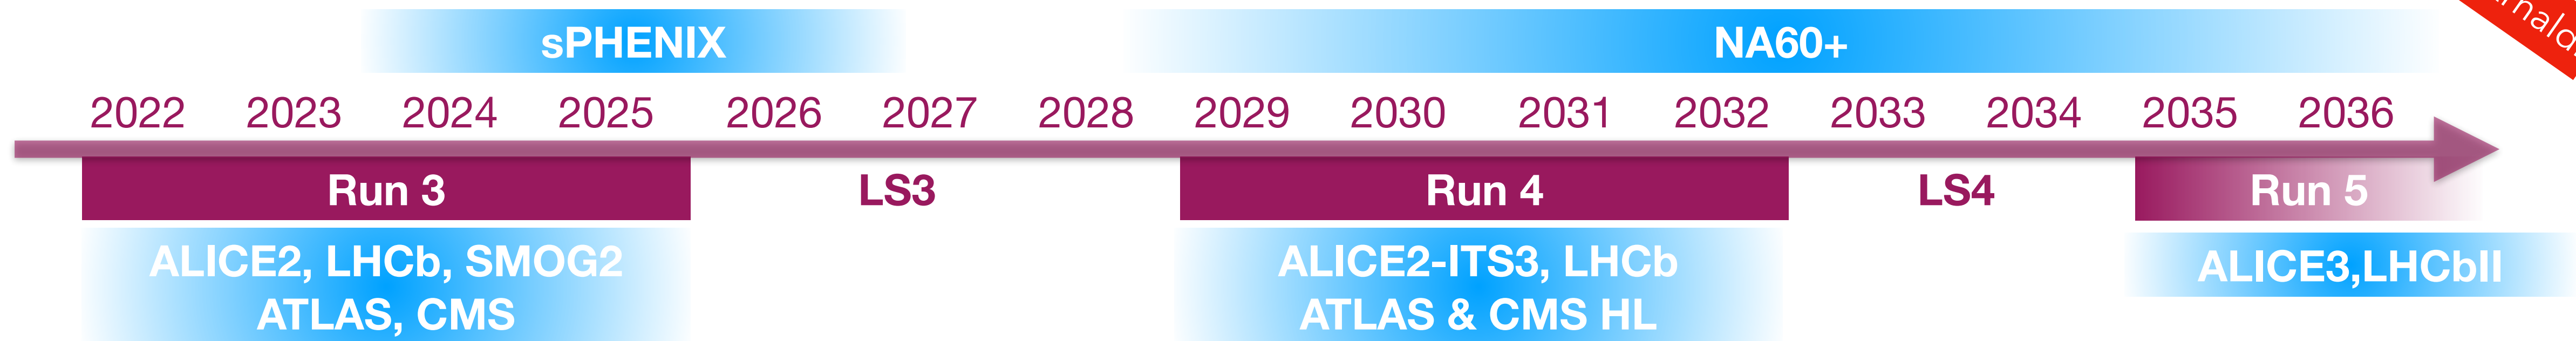 sPHENIX
NA60+
2022 2023 2024 2025 2026 2027 2028 2029 2030 2031 2032 2033 2034 2035 2036
Run 3 LS3 Run 4 LS4 Run 5
ALICE2, LHCb, SMOG2
ATLAS, CMS
ALICE2-ITS3, LHCb
ATLAS & CMS HL
ALICE3,LHCbII